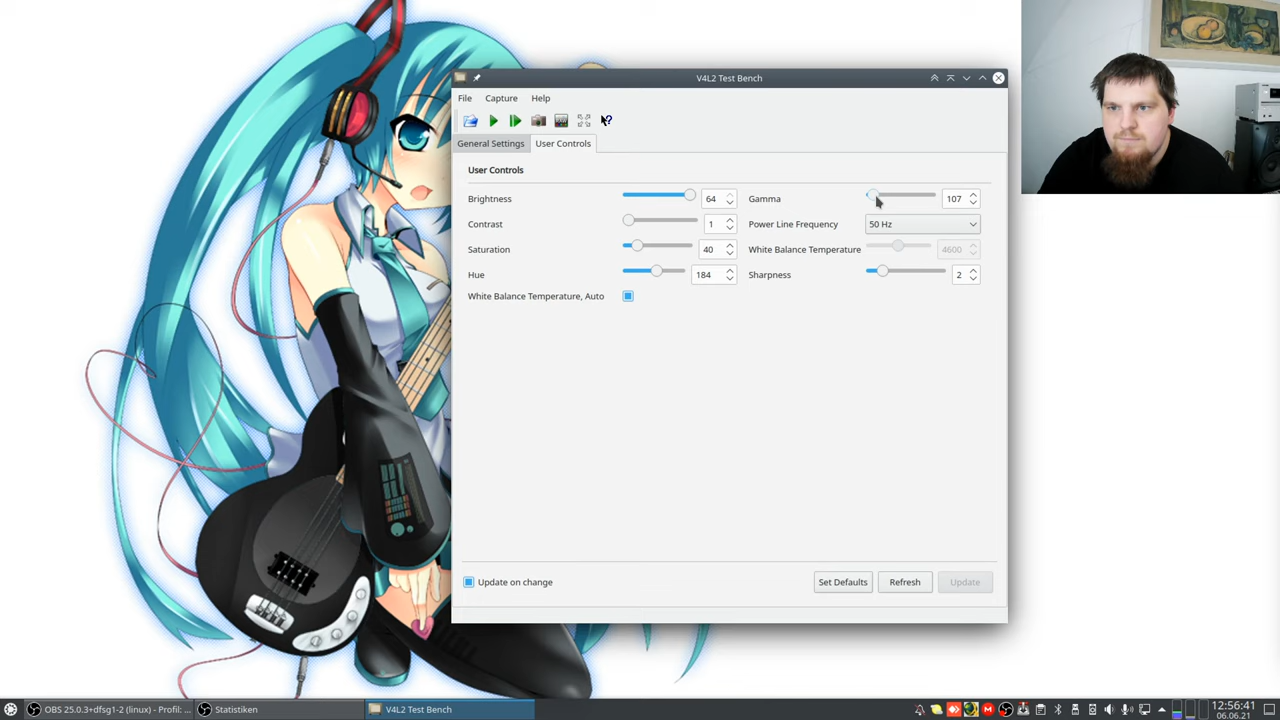 V4L2 Test Bench
File Capture Help
General Settings User Controls
User Controls
Brightness 64 Gamma 107
Contrast 1 Power Line Frequency 50 Hz
Saturation 40 White Balance Temperature 4600
Hue 184 Sharpness 2
White Balance Temperature, Auto
Update on change Set Defaults Refresh Update
OBS 25.0.3+dfsg1-2 (linux) - Profil: ... Statistiken V4L2 Test Bench 12:56:41
06.06.21